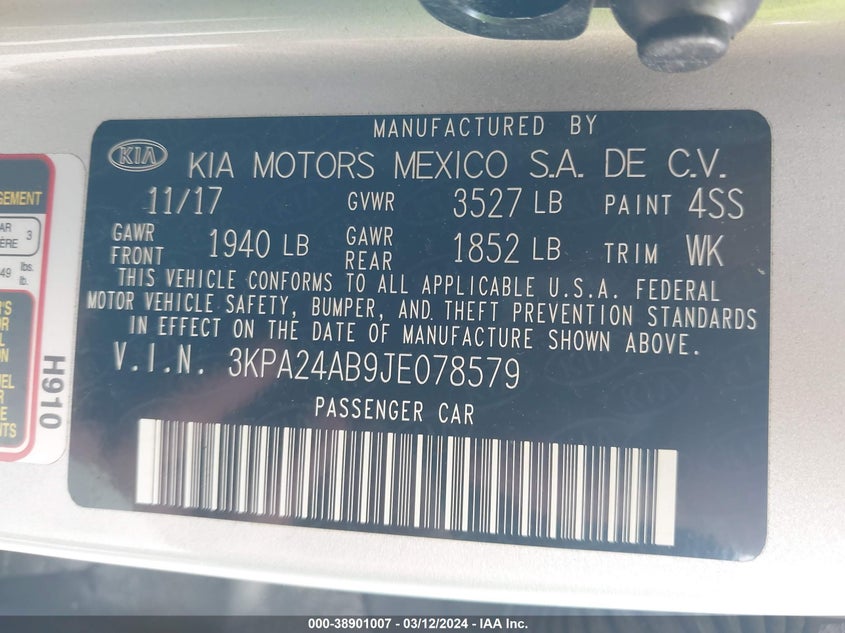 MANUFACTURED BY
KIA KIA MOTORS MEXICO S.A. DE C.V.
11/17 GVWR 3527 LB PAINT 4SS
GAWR FRONT 1940 LB GAWR REAR 1852 LB TRIM WK
THIS VEHICLE CONFORMS TO ALL APPLICABLE U.S.A. FEDERAL
MOTOR VEHICLE SAFETY, BUMPER, AND THEFT PREVENTION STANDARDS
IN EFFECT ON THE DATE OF MANUFACTURE SHOWN ABOVE.
V.I.N. 3KPA24AB9JE078579
PASSENGER CAR
3
lbs.
lb.
H910
000-38901007 - 03/12/2024 - IAA Inc.